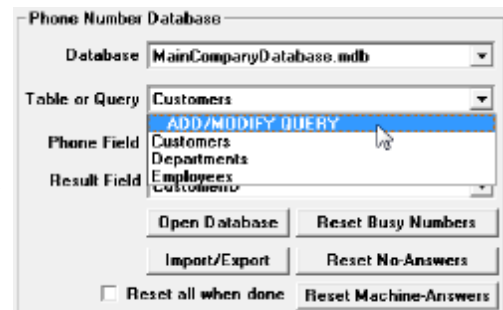 Phone Number Database
Database MainCompanyDatabase.mdb
Table or Query Customers
ADD/MODIFY QUERY
Phone Field Customers
Departments
Result Field Employees
CustomerID
Open Database Reset Busy Numbers
Import/Export Reset No-Answers
Reset all when done Reset Machine-Answers